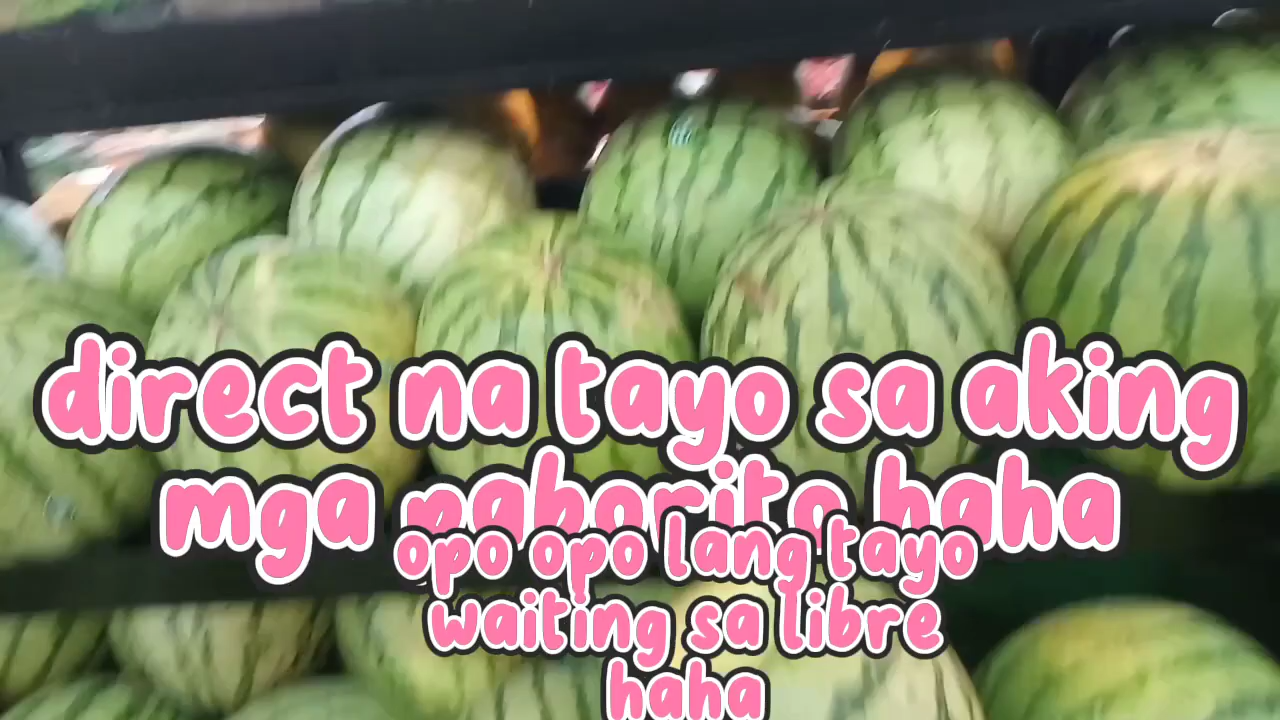 direct na tayo sa aking
mga paborito haha
opo opo lang tayo
waiting sa libre
haha